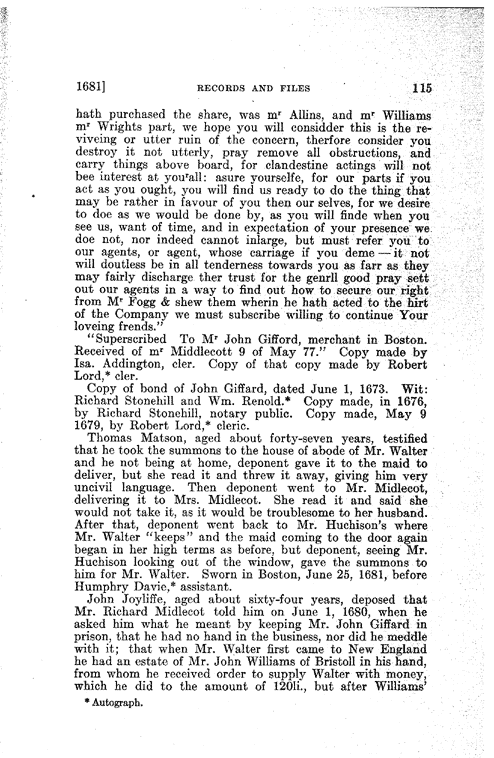 1681] RECORDS AND FILES 115
hath purchased the share, was mʳ Allins, and mʳ Williams
mʳ Wrights part, we hope you will considder this is the re-
viveing or utter ruin of the concern, therfore consider you
destroy it not utterly, pray remove all obstructions, and
carry things above board, for clandestine actings will not
bee interest at youʳall: asure yourselfe, for our parts if you
act as you ought, you will find us ready to do the thing that
may be rather in favour of you then our selves, for we desire
to doe as we would be done by, as you will finde when you
see us, want of time, and in expectation of your presence we
doe not, nor indeed cannot inlarge, but must refer you to
our agents, or agent, whose carriage if you deme — it not
will doubtless be in all tenderness towards you as farr as they
may fairly discharge ther trust for the genrll good pray sett
out our agents in a way to find out how to secure our right
from Mʳ Fogg & shew them wherin he hath acted to the hirt
of the Company we must subscribe willing to continue Your
loveing frends."
"Superscribed To Mʳ John Gifford, merchant in Boston.
Received of mʳ Middlecott 9 of May 77." Copy made by
Isa. Addington, cler. Copy of that copy made by Robert
Lord,* cler.
Copy of bond of John Giffard, dated June 1, 1673. Wit:
Richard Stonehill and Wm. Renold.* Copy made, in 1676,
by Richard Stonehill, notary public. Copy made, May 9
1679, by Robert Lord,* cleric.
Thomas Matson, aged about forty-seven years, testified
that he took the summons to the house of abode of Mr. Walter
and he not being at home, deponent gave it to the maid to
deliver, but she read it and threw it away, giving him very
uncivil language. Then deponent went to Mr. Midlecot,
delivering it to Mrs. Midlecot. She read it and said she
would not take it, as it would be troublesome to her husband.
After that, deponent went back to Mr. Huchison's where
Mr. Walter "keeps" and the maid coming to the door again
began in her high terms as before, but deponent, seeing Mr.
Huchison looking out of the window, gave the summons to
him for Mr. Walter. Sworn in Boston, June 25, 1681, before
Humphry Davie,* assistant.
John Joyliffe, aged about sixty-four years, deposed that
Mr. Richard Midlecot told him on June 1, 1680, when he
asked him what he meant by keeping Mr. John Giffard in
prison, that he had no hand in the business, nor did he meddle
with it; that when Mr. Walter first came to New England
he had an estate of Mr. John Williams of Bristoll in his hand,
from whom he received order to supply Walter with money,
which he did to the amount of 120li., but after Williams'
* Autograph.